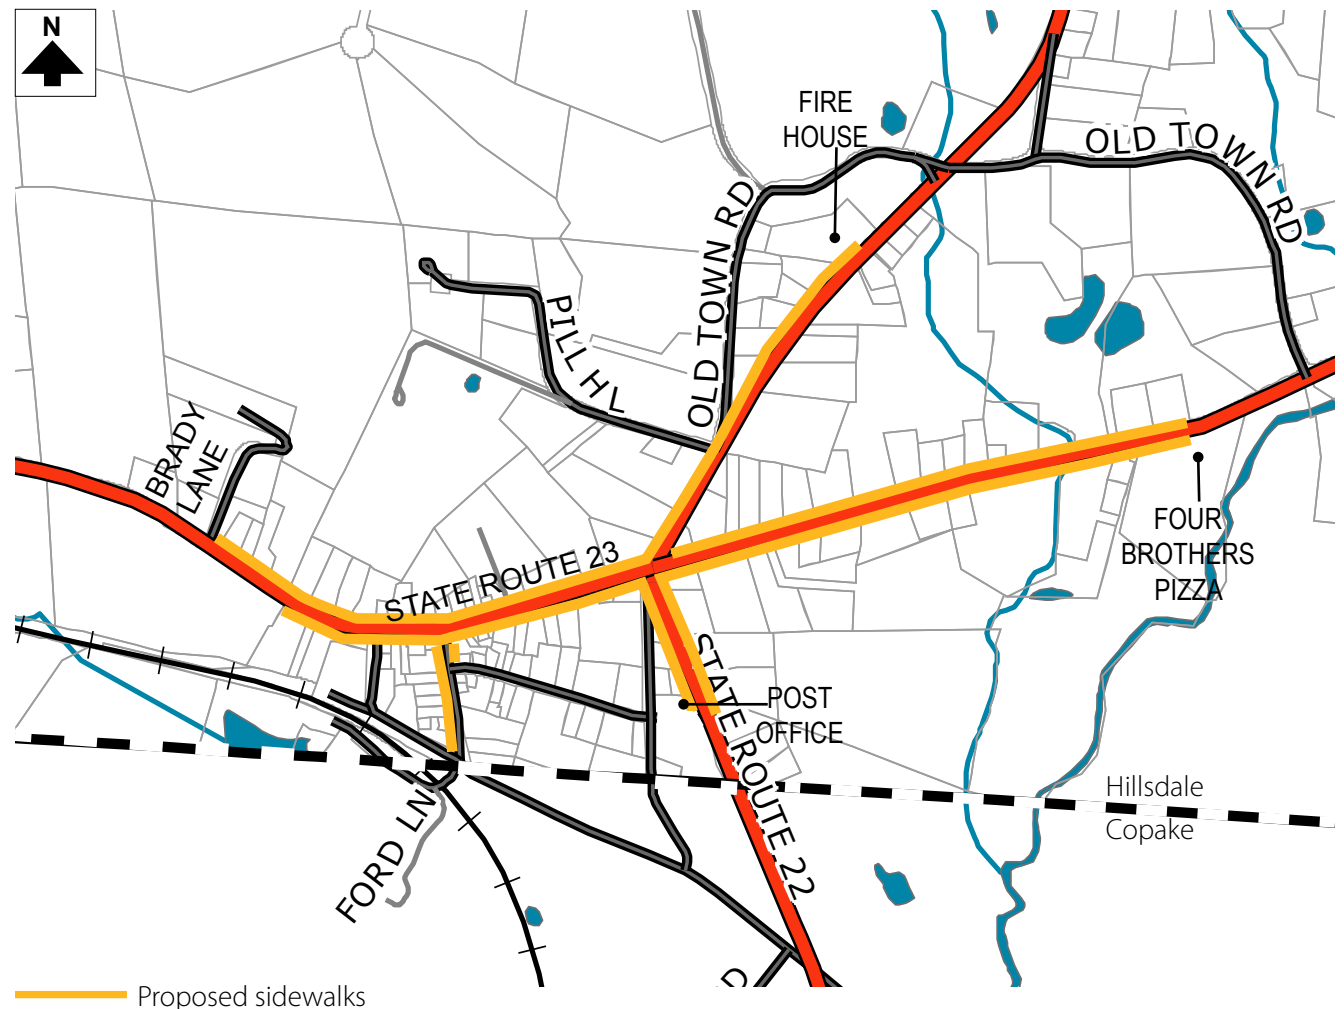 N
FIRE
HOUSE
OLD TOWN RD
OLD TOWN RD
PILL HL
BRADY
LANE
STATE ROUTE 23
FOUR
BROTHERS
PIZZA
STATE ROUTE 22
POST
OFFICE
Hillsdale
Copake
FORD LN
D
Proposed sidewalks